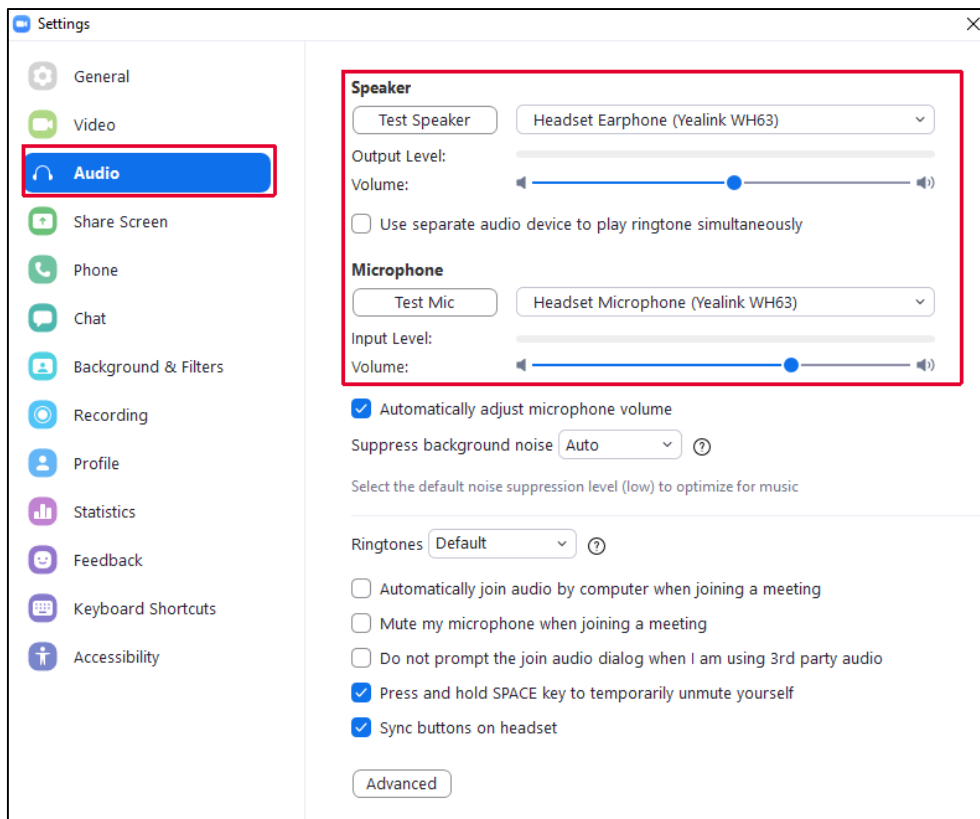 Settings
General
Video
Audio
Share Screen
Phone
Chat
Background & Filters
Recording
Profile
Statistics
Feedback
Keyboard Shortcuts
Accessibility
Speaker
Test Speaker
Headset Earphone (Yealink WH63)
Output Level:
Volume:
Use separate audio device to play ringtone simultaneously
Microphone
Test Mic
Headset Microphone (Yealink WH63)
Input Level:
Volume:
Automatically adjust microphone volume
Suppress background noise Auto
Select the default noise suppression level (low) to optimize for music
Ringtones Default
Automatically join audio by computer when joining a meeting
Mute my microphone when joining a meeting
Do not prompt the join audio dialog when I am using 3rd party audio
Press and hold SPACE key to temporarily unmute yourself
Sync buttons on headset
Advanced